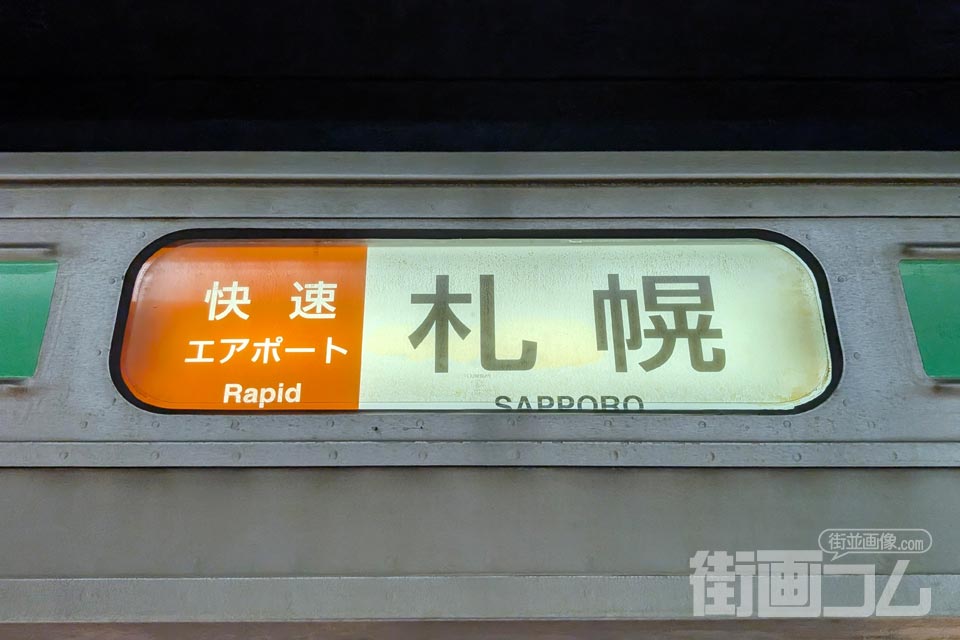 快速
エアポート
Rapid
札幌
SAPPORO
街並画像.com
街画コム